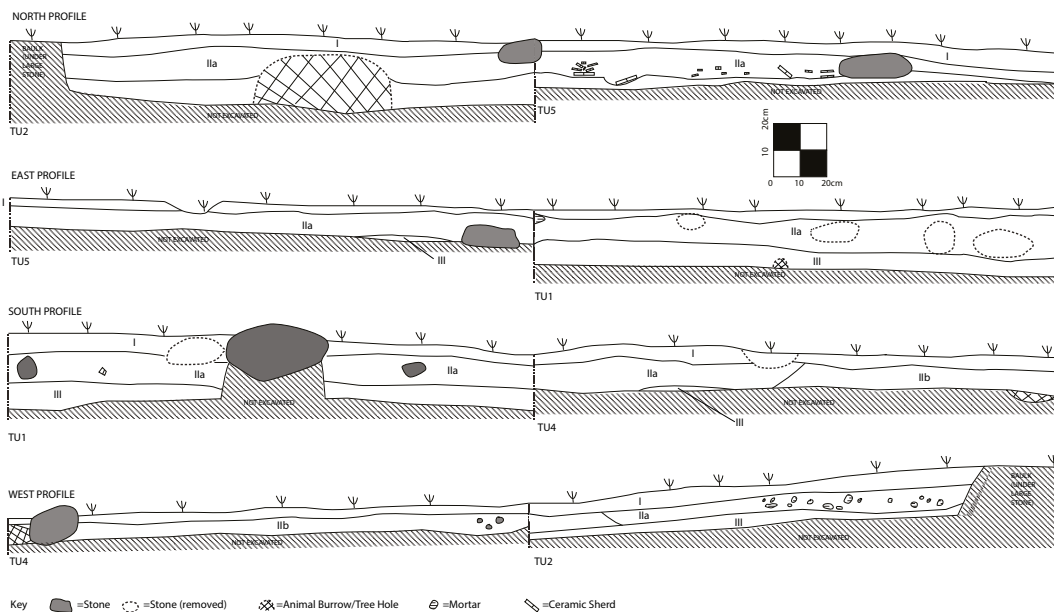 NORTH PROFILE
BAULK
(UNDER
LARGE
STONE)
I
IIa
NOT EXCAVATED
TU2
I
IIa
NOT EXCAVATED
TU5
20cm
10
0 10 20cm
EAST PROFILE
I
IIa
NOT EXCAVATED
III
TU5
IIa
III
NOT EXCAVATED
TU1
SOUTH PROFILE
I
IIa
IIa
III
NOT EXCAVATED
TU1
I
IIa
IIb
NOT EXCAVATED
III
TU4
WEST PROFILE
IIb
NOT EXCAVATED
TU4
I
IIa
III
NOT EXCAVATED
BAULK
(UNDER
LARGE
STONE)
TU2
Key =Stone =Stone (removed) =Animal Burrow/Tree Hole =Mortar =Ceramic Sherd